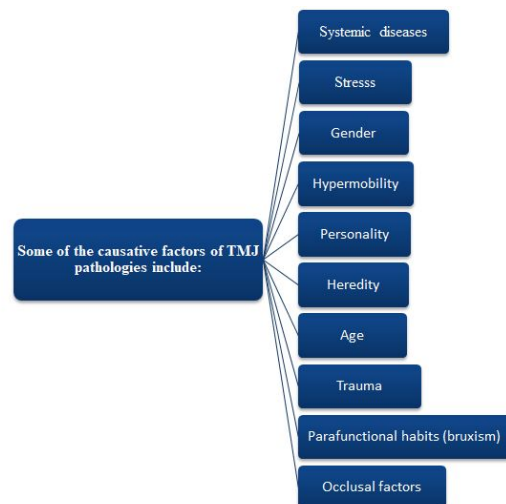 Systemic diseases
Stresss
Gender
Hypermobility
Some of the causative factors of TMJ
pathologies include:
Personality
Heredity
Age
Trauma
Parafunctional habits (bruxism)
Occlusal factors